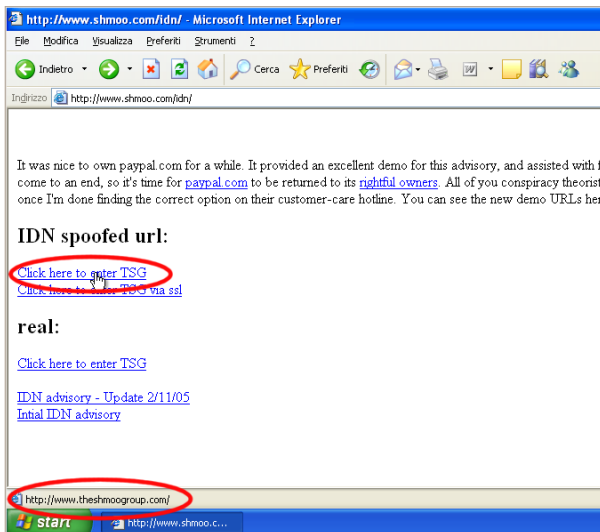 http://www.shmoo.com/idn/ - Microsoft Internet Explorer
File Modifica Visualizza Preferiti Strumenti ?
Indietro Cerca Preferiti W
Indirizzo http://www.shmoo.com/idn/
It was nice to own paypal.com for a while. It provided an excellent demo for this advisory, and assisted with
come to an end, so it's time for paypal.com to be returned to its rightful owners. All of you conspiracy theorist
once I'm done finding the correct option on their customer-care hotline. You can see the new demo URLs her
IDN spoofed url:
Click here to enter TSG
Click here to enter TSG via ssl
real:
Click here to enter TSG
IDN advisory - Update 2/11/05
Intial IDN advisory
http://www.theshmoogroup.com/
start http://www.shmoo.c...